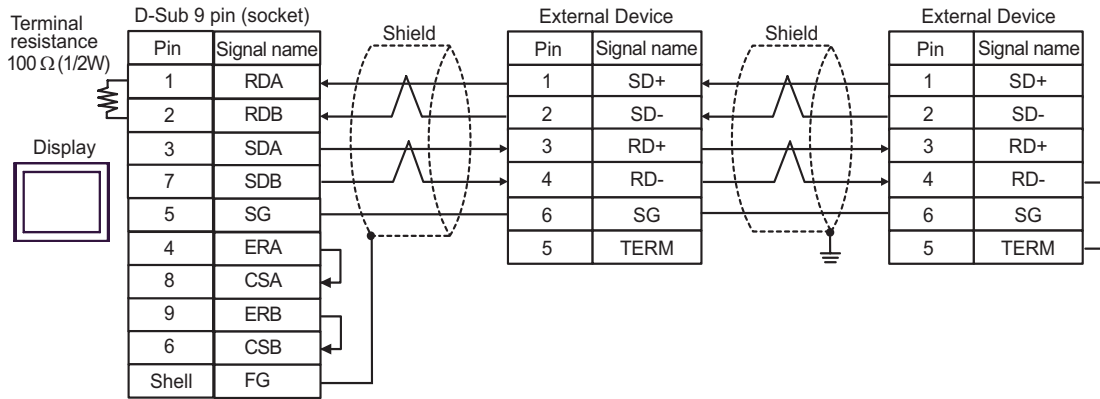 Terminal
resistance
100 Ω (1/2W)
Display
D-Sub 9 pin (socket)
Pin Signal name
1 RDA
2 RDB
3 SDA
7 SDB
5 SG
4 ERA
8 CSA
9 ERB
6 CSB
Shell FG
Shield
External Device
Pin Signal name
1 SD+
2 SD-
3 RD+
4 RD-
6 SG
5 TERM
Shield
External Device
Pin Signal name
1 SD+
2 SD-
3 RD+
4 RD-
6 SG
5 TERM